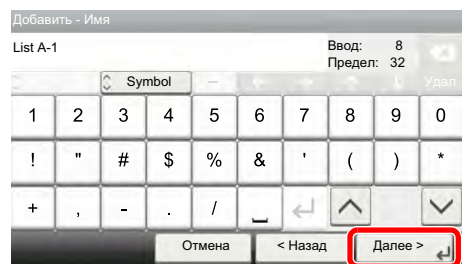 Добавить - Имя
List A-1
Ввод: 8
Предел: 32
Symbol
Удал
1 2 3 4 5 6 7 8 9 0
! " # $ % & ' ( ) *
+ , - . / _
Отмена < Назад Далее >